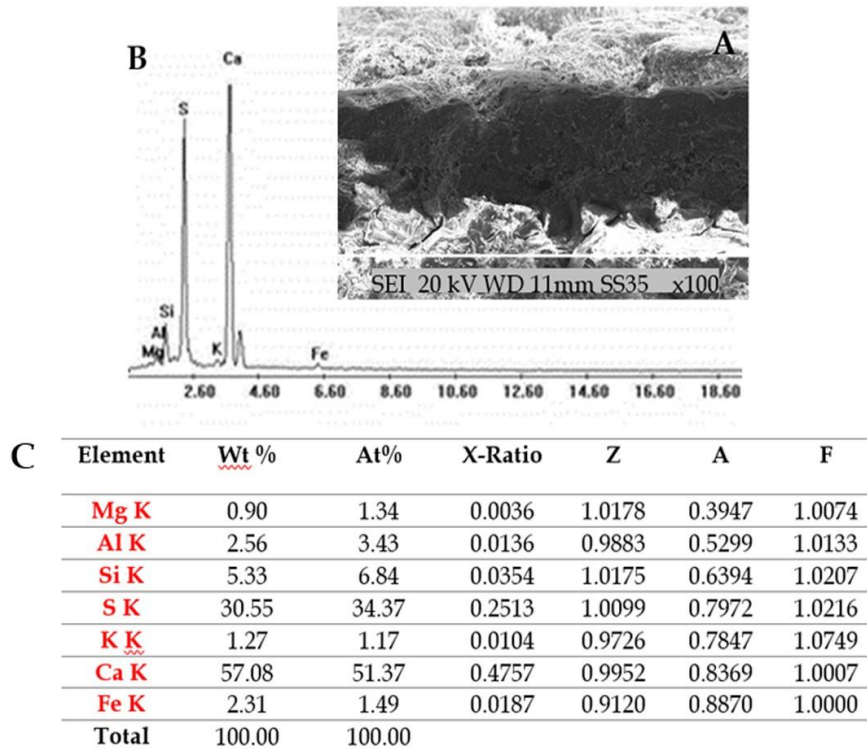 B
A
Ca
S
Si
Al
Mg
K
Fe
SEI 20 kV WD 11mm SS35 x100
2.60 4.60 6.60 8.60 10.60 12.60 14.60 16.60 18.60
C
Element Wt % At% X-Ratio Z A F
Mg K 0.90 1.34 0.0036 1.0178 0.3947 1.0074
Al K 2.56 3.43 0.0136 0.9883 0.5299 1.0133
Si K 5.33 6.84 0.0354 1.0175 0.6394 1.0207
S K 30.55 34.37 0.2513 1.0099 0.7972 1.0216
K K 1.27 1.17 0.0104 0.9726 0.7847 1.0749
Ca K 57.08 51.37 0.4757 0.9952 0.8369 1.0007
Fe K 2.31 1.49 0.0187 0.9120 0.8870 1.0000
Total 100.00 100.00